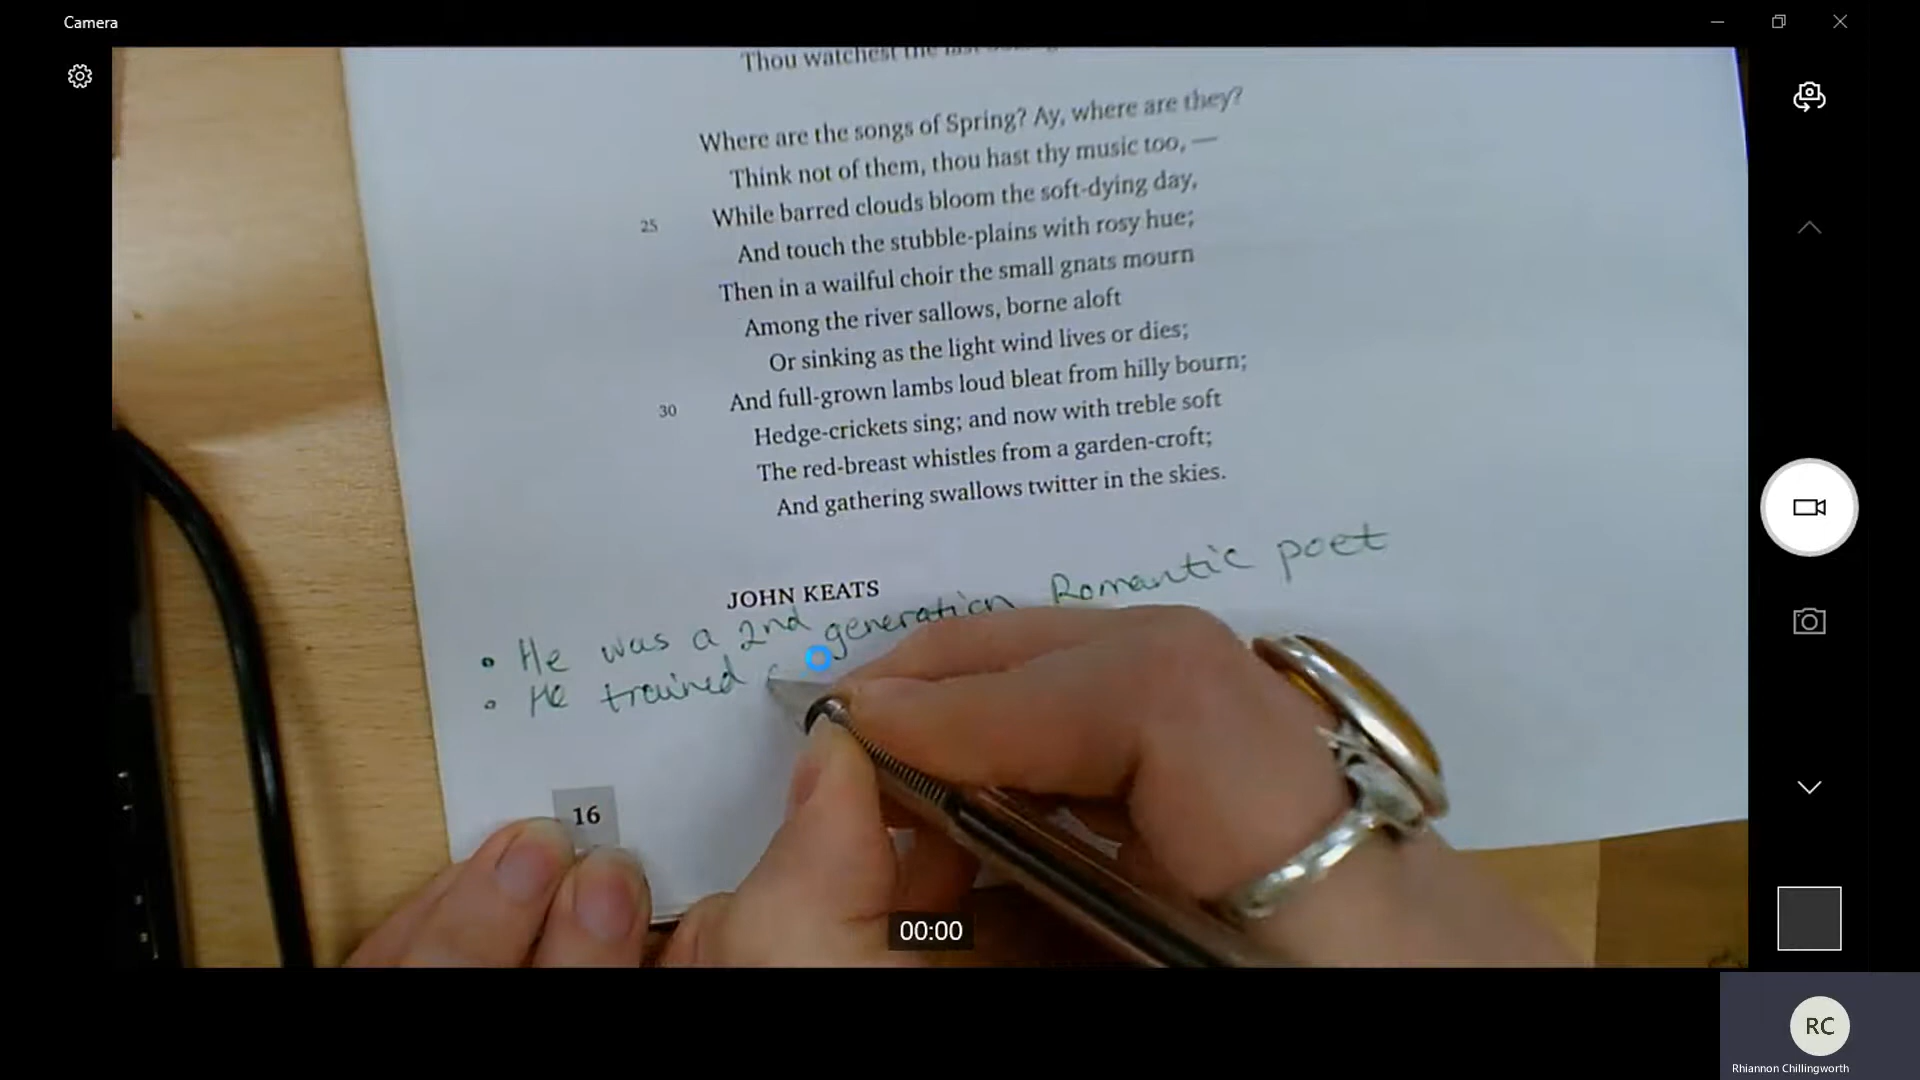 Camera
Thou watchest the last
Where are the songs of Spring? Ay, where are they?
Think not of them, thou hast thy music too, —
25 While barred clouds bloom the soft-dying day,
And touch the stubble-plains with rosy hue;
Then in a wailful choir the small gnats mourn
Among the river sallows, borne aloft
Or sinking as the light wind lives or dies;
30 And full-grown lambs loud bleat from hilly bourn;
Hedge-crickets sing; and now with treble soft
The red-breast whistles from a garden-croft;
And gathering swallows twitter in the skies.
JOHN KEATS
• He was a 2nd generation Romantic poet
• He trained
16
00:00
RC
Rhiannon Chillingworth